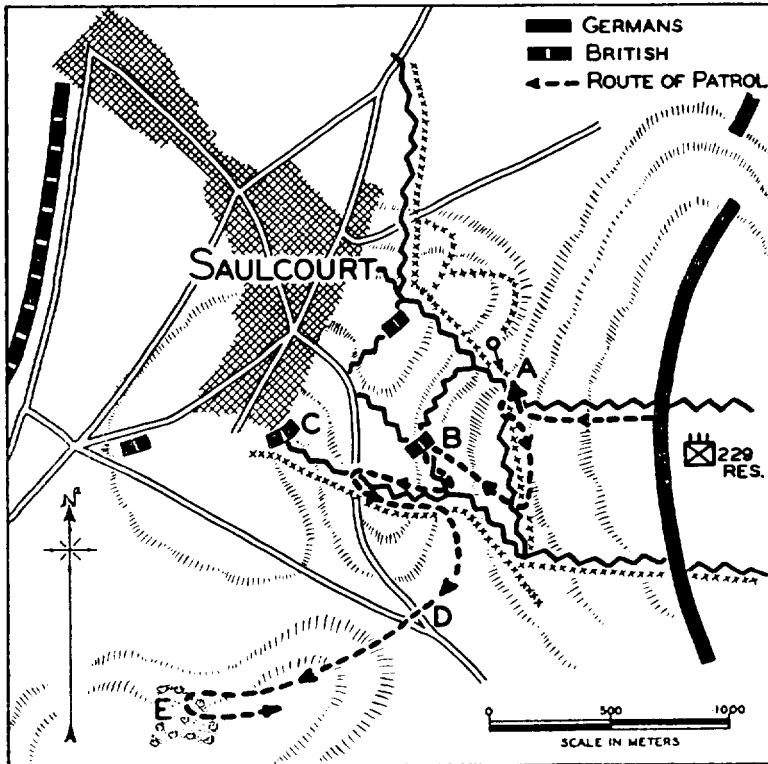 GERMANS
BRITISH
ROUTE OF PATROL
SAULCOURT
A
B
C
229
RES.
N
D
E
0 500 1000
SCALE IN METERS